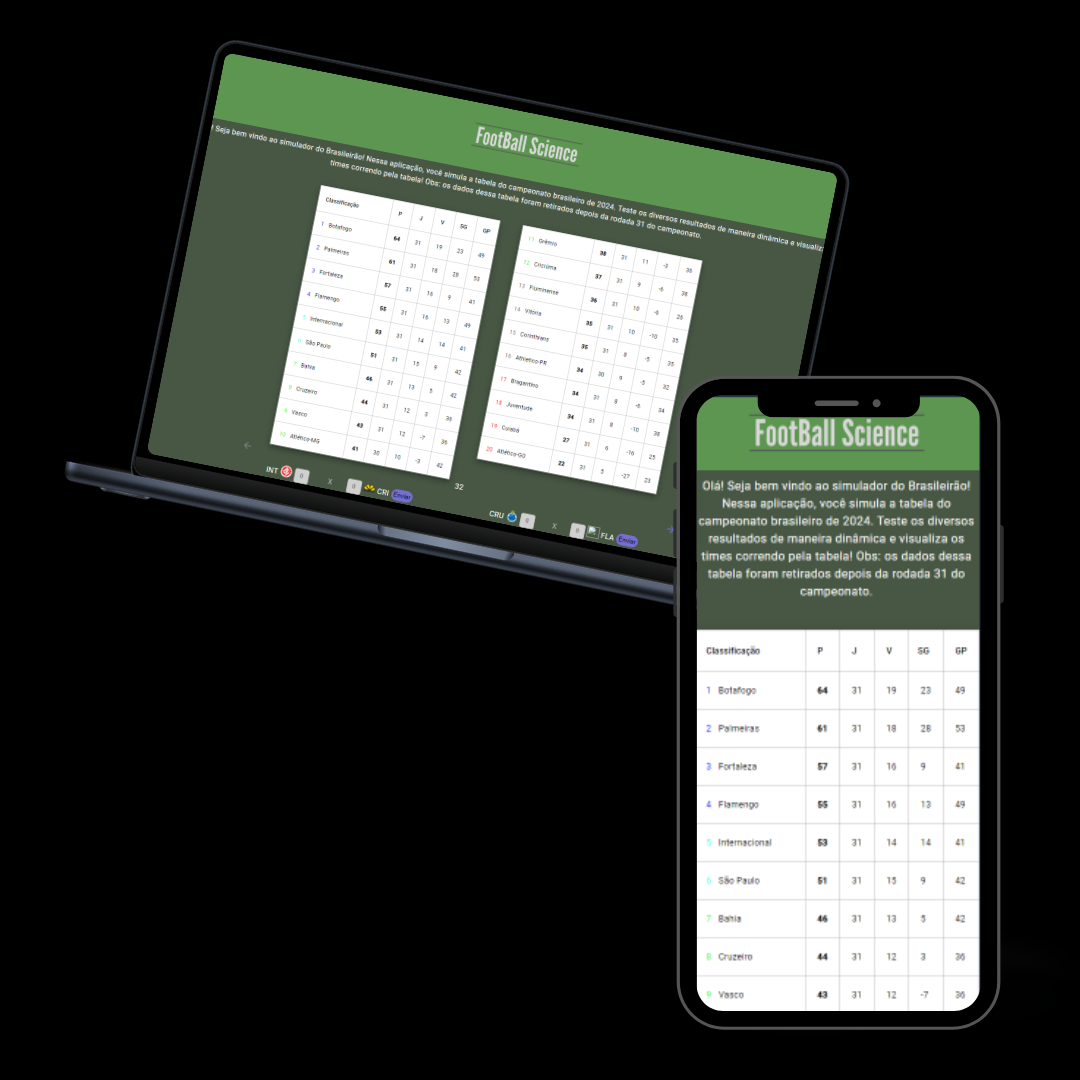 FootBall Science
! Seja bem vindo ao simulador do Brasileirão! Nessa aplicação, você simula a tabela do campeonato brasileiro de 2024. Teste os diversos resultados de maneira dinâmica e visualiz
times correndo pela tabela! Obs: os dados dessa tabela foram retirados depois da rodada 31 do campeonato.
Classificação P J V SG GP
1 Botafogo 64 31 19 23 49
2 Palmeiras 61 31 18 28 53
3 Fortaleza 57 31 16 9 41
4 Flamengo 55 31 16 13 49
5 Internacional 53 31 14 14 41
6 São Paulo 51 31 15 9 42
7 Bahia 46 31 13 5 42
8 Cruzeiro 44 31 12 3 36
9 Vasco 43 31 12 -7 36
10 Atlético-MG 41 30 10 -3 42
11 Grêmio 38 31 11 -3 36
12 Criciúma 37 31 9 -6 38
13 Fluminense 36 31 10 -6 26
14 Vitória 35 31 10 -10 35
15 Corinthians 35 31 8 -5 35
16 Athletico-PR 34 30 9 -5 32
17 Bragantino 34 31 8 -6 34
18 Juventude 34 31 8 -10 38
19 Cuiabá 27 31 6 -16 25
20 Atlético-GO 22 31 5 -27 23
←
INT 0 X 0 CRI Enviar
32
CRU 0 X 0 FLA Enviar
→
FootBall Science
Olá! Seja bem vindo ao simulador do Brasileirão!
Nessa aplicação, você simula a tabela do
campeonato brasileiro de 2024. Teste os diversos
resultados de maneira dinâmica e visualiza os
times correndo pela tabela! Obs: os dados dessa
tabela foram retirados depois da rodada 31 do
campeonato.
Classificação P J V SG GP
1 Botafogo 64 31 19 23 49
2 Palmeiras 61 31 18 28 53
3 Fortaleza 57 31 16 9 41
4 Flamengo 55 31 16 13 49
5 Internacional 53 31 14 14 41
6 São Paulo 51 31 15 9 42
7 Bahia 46 31 13 5 42
8 Cruzeiro 44 31 12 3 36
9 Vasco 43 31 12 -7 36